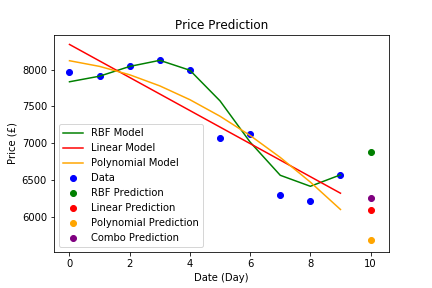 Price Prediction
Price (£)
8000
7500
7000
6500
6000
RBF Model
Linear Model
Polynomial Model
Data
RBF Prediction
Linear Prediction
Polynomial Prediction
Combo Prediction
0 2 4 6 8 10
Date (Day)